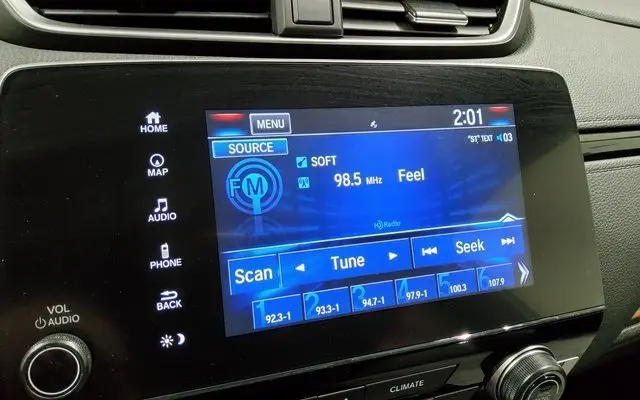 HOME
MAP
AUDIO
PHONE
BACK
VOL
AUDIO
MENU
2:01
SOURCE
"ST" TEXT 03
SOFT
FM
98.5 MHz Feel
HD Radio
Scan Tune Seek
1 92.3-1
2 93.3-1
3 94.7-1
4 97.9-1
5 100.3
6 107.9
CLIMATE